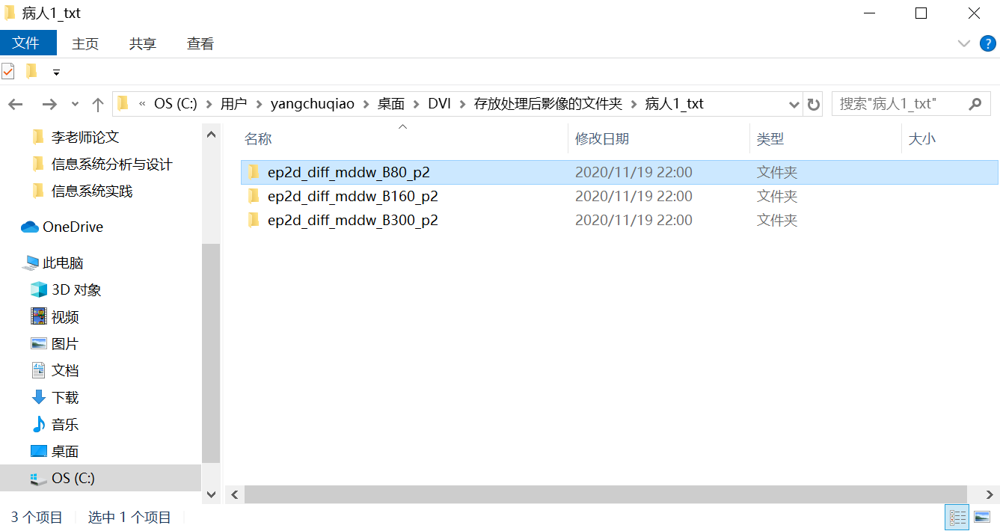 病人1_txt
文件 主页 共享 查看
« OS (C:) > 用户 > yangchuqiao > 桌面 > DVI > 存放处理后影像的文件夹 > 病人1_txt
搜索"病人1_txt"
李老师论文
信息系统分析与设计
信息系统实践
OneDrive
此电脑
3D 对象
视频
图片
文档
下载
音乐
桌面
OS (C:)
名称 修改日期 类型 大小
ep2d_diff_mddw_B80_p2 2020/11/19 22:00 文件夹
ep2d_diff_mddw_B160_p2 2020/11/19 22:00 文件夹
ep2d_diff_mddw_B300_p2 2020/11/19 22:00 文件夹
3 个项目 选中 1 个项目